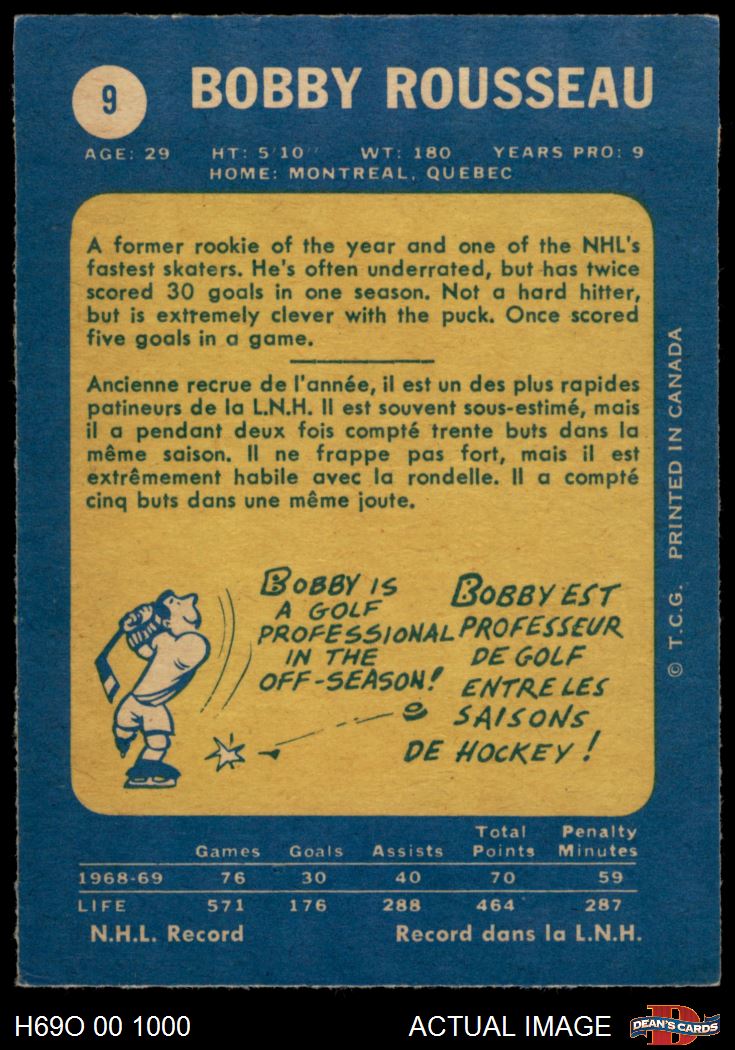 9
BOBBY ROUSSEAU
AGE: 29 HT: 5'10" WT: 180 YEARS PRO: 9
HOME: MONTREAL, QUEBEC
A former rookie of the year and one of the NHL's
fastest skaters. He's often underrated, but has twice
scored 30 goals in one season. Not a hard hitter,
but is extremely clever with the puck. Once scored
five goals in a game.
Ancienne recrue de l'année, il est un des plus rapides
patineurs de la L.N.H. Il est souvent sous-estimé, mais
il a pendant deux fois compté trente buts dans la
même saison. Il ne frappe pas fort, mais il est
extrêmement habile avec la rondelle. Il a compté
cinq buts dans une même joute.
BOBBY IS
A GOLF
PROFESSIONAL
IN THE
OFF-SEASON!
BOBBY EST
PROFESSEUR
DE GOLF
ENTRE LES
SAISONS
DE HOCKEY!
© T.C.G. PRINTED IN CANADA
Games Goals Assists Total Points Penalty Minutes
1968-69 76 30 40 70 59
LIFE 571 176 288 464 287
N.H.L. Record Record dans la L.N.H.
H69O 00 1000 ACTUAL IMAGE
D
DEAN'S CARDS